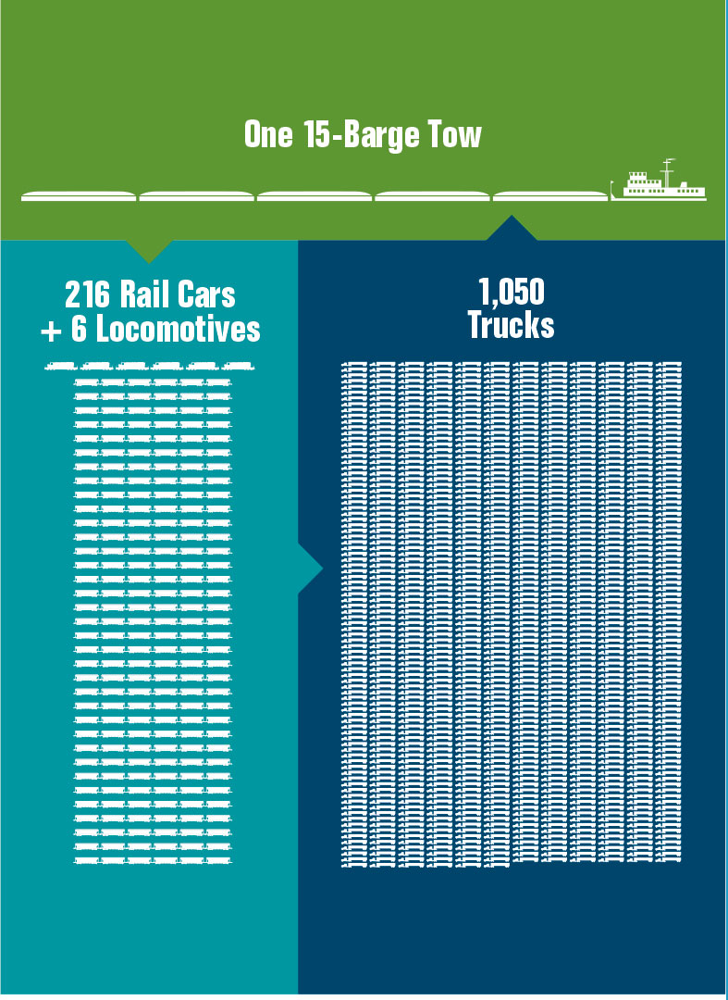 One 15-Barge Tow
216 Rail Cars
+ 6 Locomotives
1,050
Trucks